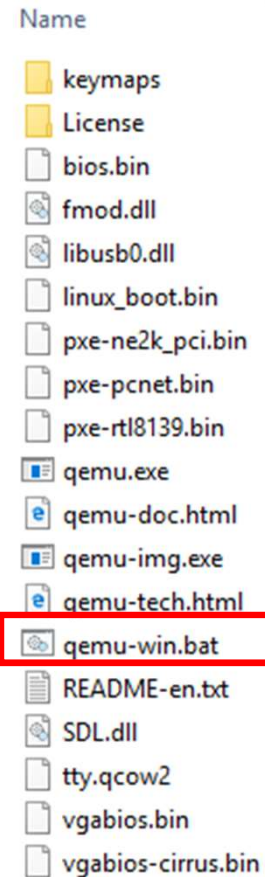 Name
keymaps
License
bios.bin
fmod.dll
libusb0.dll
linux_boot.bin
pxe-ne2k_pci.bin
pxe-pcnet.bin
pxe-rtl8139.bin
qemu.exe
qemu-doc.html
qemu-img.exe
qemu-tech.html
qemu-win.bat
README-en.txt
SDL.dll
tty.qcow2
vgabios.bin
vgabios-cirrus.bin